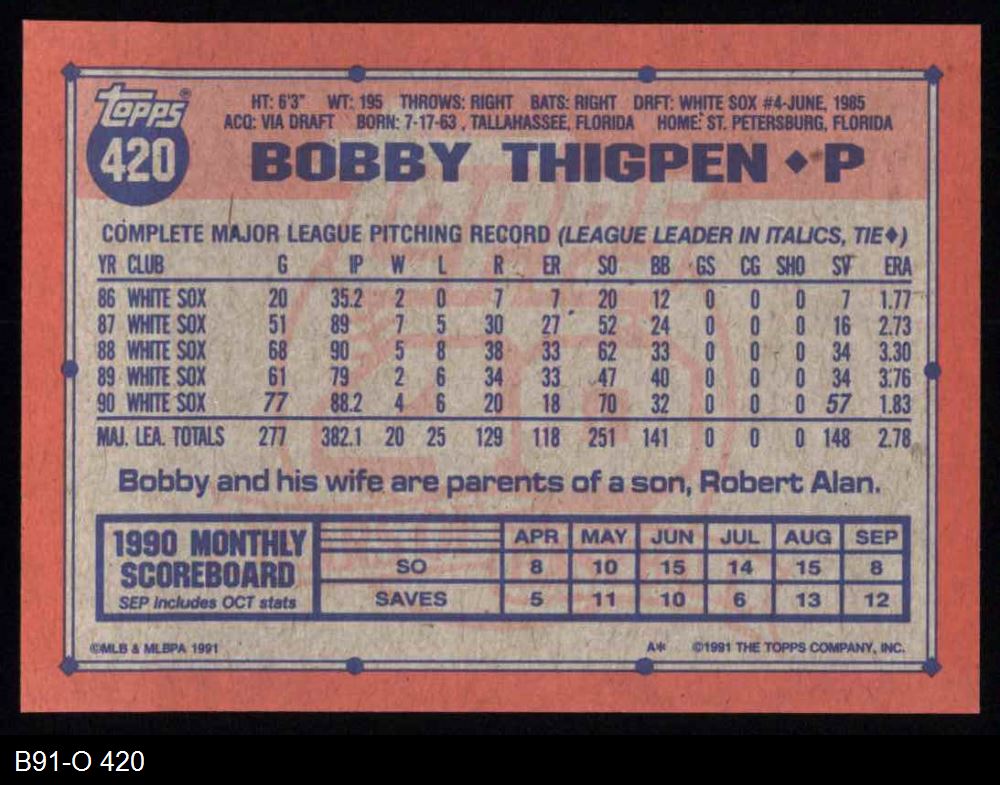 TOPPS®
420
HT: 6'3" WT: 195 THROWS: RIGHT BATS: RIGHT DRFT: WHITE SOX #4-JUNE, 1985
ACQ: VIA DRAFT BORN: 7-17-63 , TALLAHASSEE, FLORIDA HOME: ST. PETERSBURG, FLORIDA
BOBBY THIGPEN ◆ P
COMPLETE MAJOR LEAGUE PITCHING RECORD (LEAGUE LEADER IN ITALICS, TIE◆)
YR CLUB G IP W L R ER SO BB GS CG SHO SV ERA
86 WHITE SOX 20 35.2 2 0 7 7 20 12 0 0 0 7 1.77
87 WHITE SOX 51 89 7 5 30 27 52 24 0 0 0 16 2.73
88 WHITE SOX 68 90 5 8 38 33 62 33 0 0 0 34 3.30
89 WHITE SOX 61 79 2 6 34 33 47 40 0 0 0 34 3.76
90 WHITE SOX 77 88.2 4 6 20 18 70 32 0 0 0 57 1.83
MAJ. LEA. TOTALS 277 382.1 20 25 129 118 251 141 0 0 0 148 2.78
Bobby and his wife are parents of a son, Robert Alan.
1990 MONTHLY
SCOREBOARD
SEP Includes OCT stats
APR MAY JUN JUL AUG SEP
SO 8 10 15 14 15 8
SAVES 5 11 10 6 13 12
©MLB & MLBPA 1991 A* ©1991 THE TOPPS COMPANY, INC.
B91-O 420